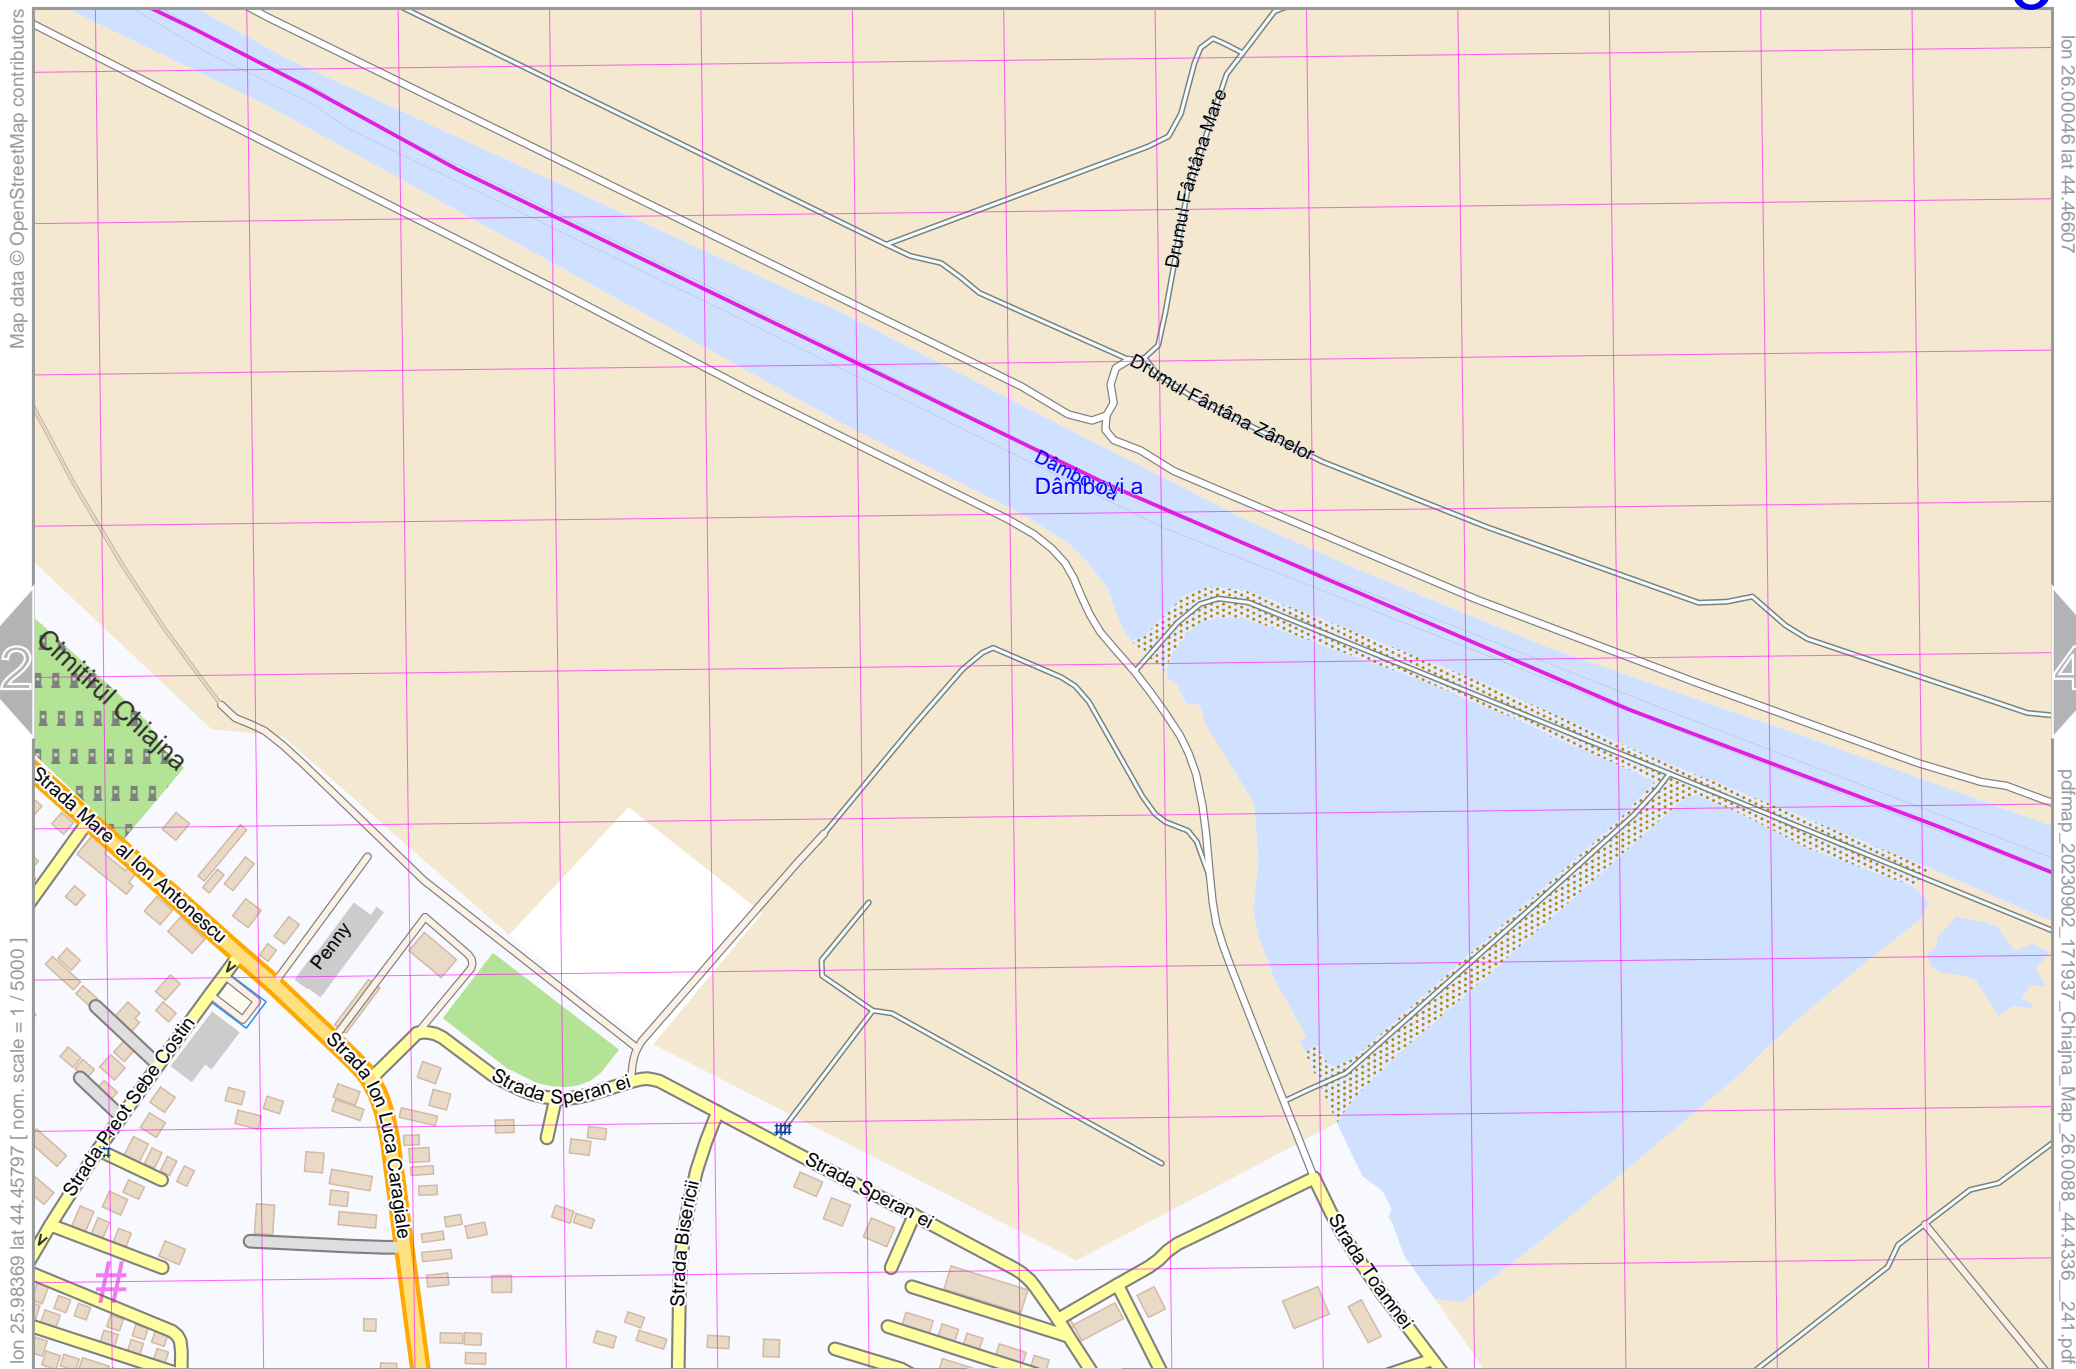 Map data © OpenStreetMap contributors
lon 26.00046 lat 44.46607
Drumul Fântâna Mare
Drumul Fântâna Zânelor
Dâmbovi a
Dâmbovi a
Cimitirul Chiajna
2
4
Strada Mare al Ion Antonescu
Penny
Strada Preot Sebe Costin
Strada Ion Luca Caragiale
Strada Speran ei
Strada Speran ei
Strada Bisericii
Strada Toamnei
lon 25.98369 lat 44.45797 [ nom. scale = 1 / 5000 ]
pdfmap_20230902_171937_Chiajna_Map_26.0088_44.4336__241.pdf